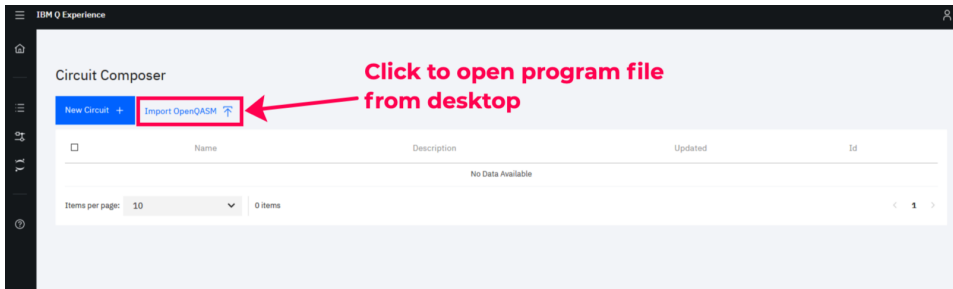 IBM Q Experience
Circuit Composer
Click to open program file
from desktop
New Circuit +
Import OpenQASM
Name Description Updated Id
No Data Available
Items per page: 10 0 items
< 1 >